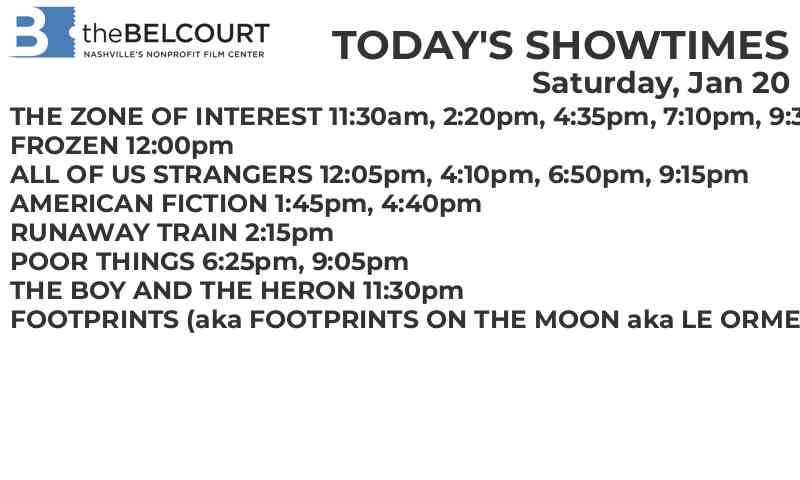 B theBELCOURT
NASHVILLE'S NONPROFIT FILM CENTER
TODAY'S SHOWTIMES
Saturday, Jan 20
THE ZONE OF INTEREST 11:30am, 2:20pm, 4:35pm, 7:10pm, 9:3
FROZEN 12:00pm
ALL OF US STRANGERS 12:05pm, 4:10pm, 6:50pm, 9:15pm
AMERICAN FICTION 1:45pm, 4:40pm
RUNAWAY TRAIN 2:15pm
POOR THINGS 6:25pm, 9:05pm
THE BOY AND THE HERON 11:30pm
FOOTPRINTS (aka FOOTPRINTS ON THE MOON aka LE ORME